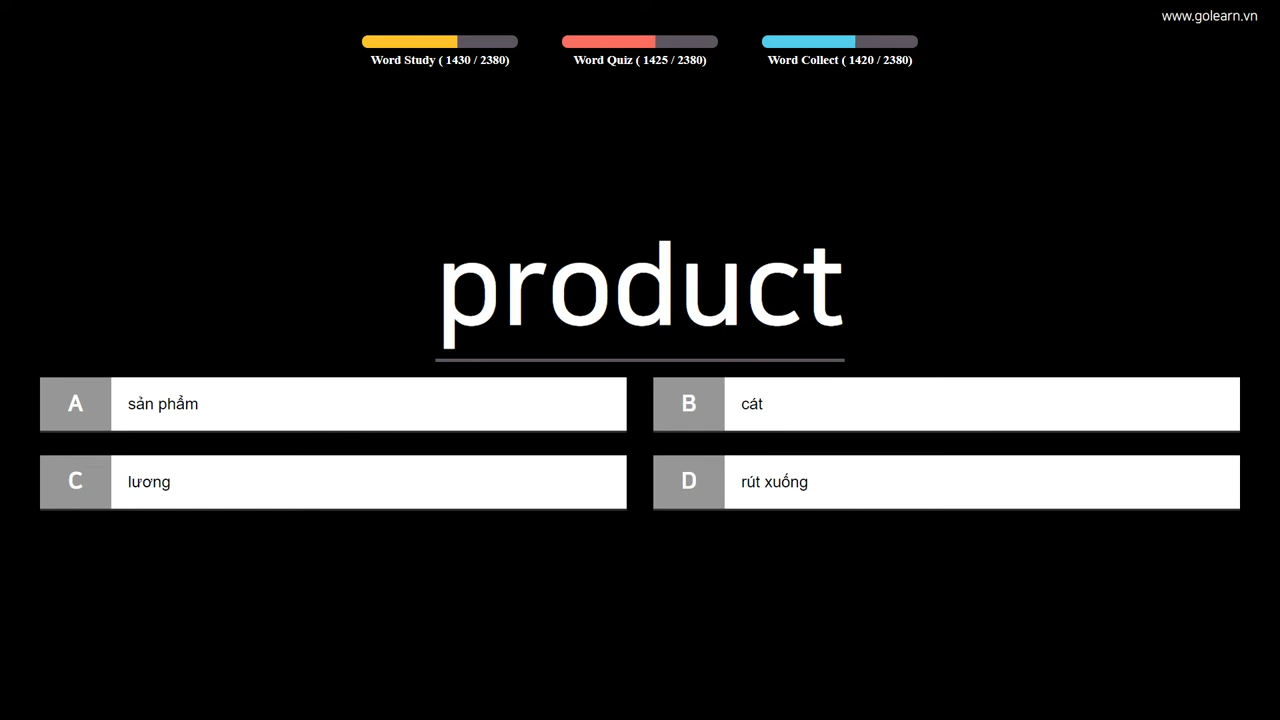 www.golearn.vn
Word Study ( 1430 / 2380)
Word Quiz ( 1425 / 2380)
Word Collect ( 1420 / 2380)
product
A sản phẩm
B cát
C lương
D rút xuống